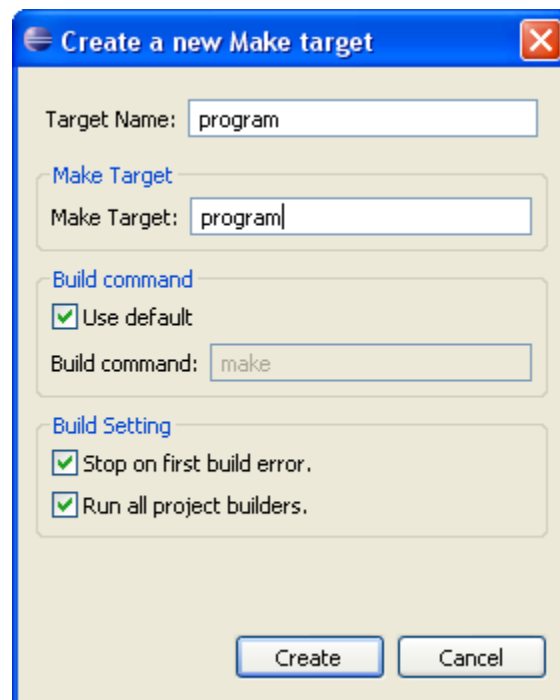 Create a new Make target
Target Name: program
Make Target
Make Target: program
Build command
Use default
Build command: make
Build Setting
Stop on first build error.
Run all project builders.
Create Cancel